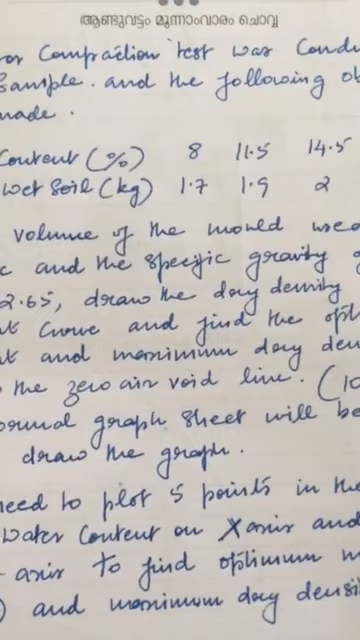 ആണ്ടുവട്ടം മൂന്നാംവാരം ചൊവ്വ
or Compaction test was Condu
Sample. and the following ob
made.
Content (%) 8 11.5 14.5
Wet Soil (kg) 1.7 1.9 2
volume of the mould used
c and the specific gravity o
2.65, draw the dry density
nt Curve and find the opti
nt and maximum dry den
the zero air void line. (10
ormal graph sheet will be
draw the graph.
need to plot 5 points in the
Water Content on X axis and
- axis to find optimum m
) and maximum dry densi